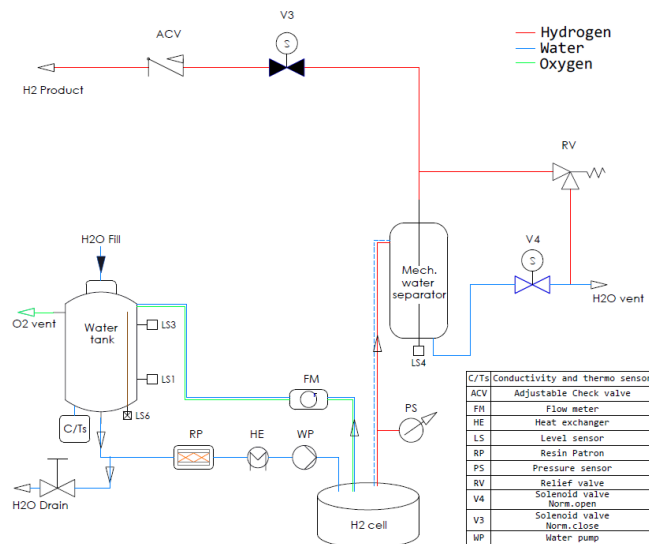 V3
ACV
S
Hydrogen
Water
Oxygen
H2 Product
RV
H2O Fill
V4
S
Mech.
water
separator
O2 vent
Water
tank
LS3
H2O vent
LS1
FM
LS4
LS6
PS
C/Ts
RP
HE
WP
H2O Drain
H2 cell
C/Ts Conductivity and thermo sensor
ACV Adjustable Check valve
FM Flow meter
HE Heat exchanger
LS Level sensor
RP Resin Patron
PS Pressure sensor
RV Relief valve
V4 Solenoid valve
Norm.open
V3 Solenoid valve
Norm.close
WP Water pump